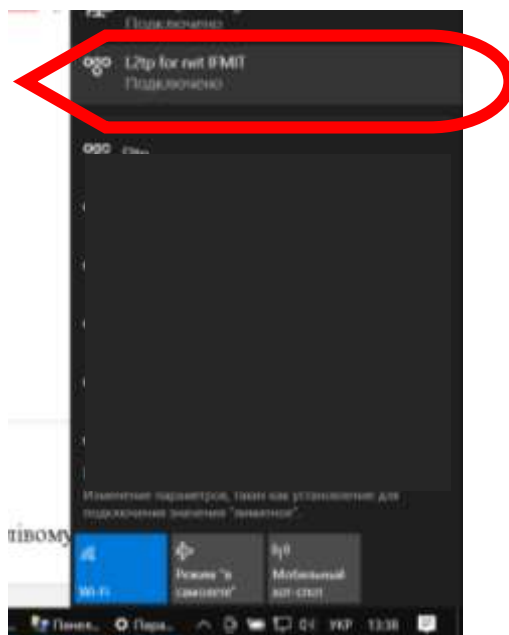 Подключено
L2tp for net IFMIT
Подключено
Изменение параметров, таких как установление для
подключения значения "лимитное".
ливому
Wi-Fi
Режим "в
самолете"
Мобильный
хот-спот
Панел... Пара... УКР 13:38